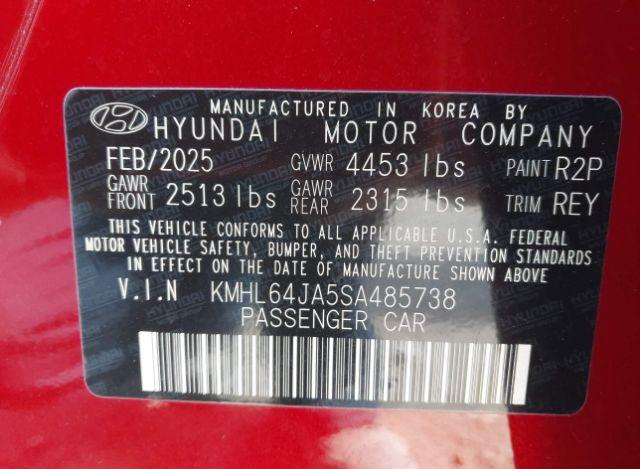 MANUFACTURED IN KOREA BY
HYUNDAI MOTOR COMPANY
FEB/2025 GVWR 4453 lbs PAINT R2P
GAWR FRONT 2513 lbs GAWR REAR 2315 lbs TRIM REY
THIS VEHICLE CONFORMS TO ALL APPLICABLE U.S.A. FEDERAL
MOTOR VEHICLE SAFETY, BUMPER, AND THEFT PREVENTION STANDARDS
IN EFFECT ON THE DATE OF MANUFACTURE SHOWN ABOVE
V.I.N KMHL64JA5SA485738
PASSENGER CAR